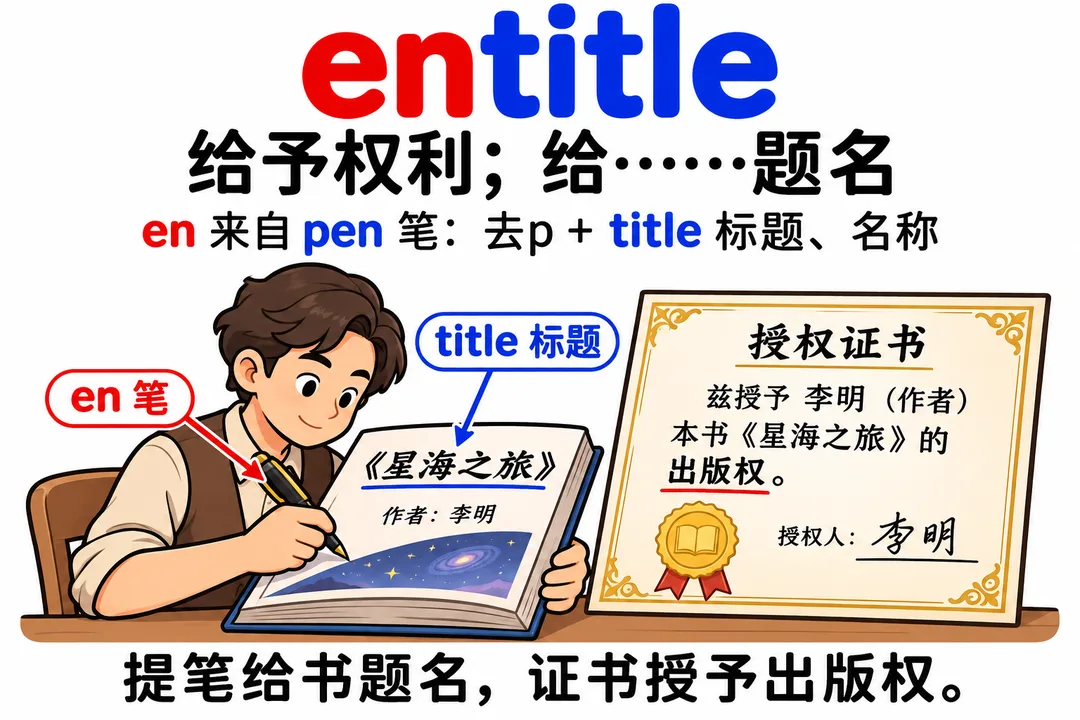 entitle
给予权利；给……题名
en 来自 pen 笔：去p + title 标题、名称
title 标题
en 笔
《星海之旅》
作者：李明
授权证书
兹授予 李明（作者）
本书《星海之旅》的
出版权。
授权人：李明
提笔给书题名，证书授予出版权。